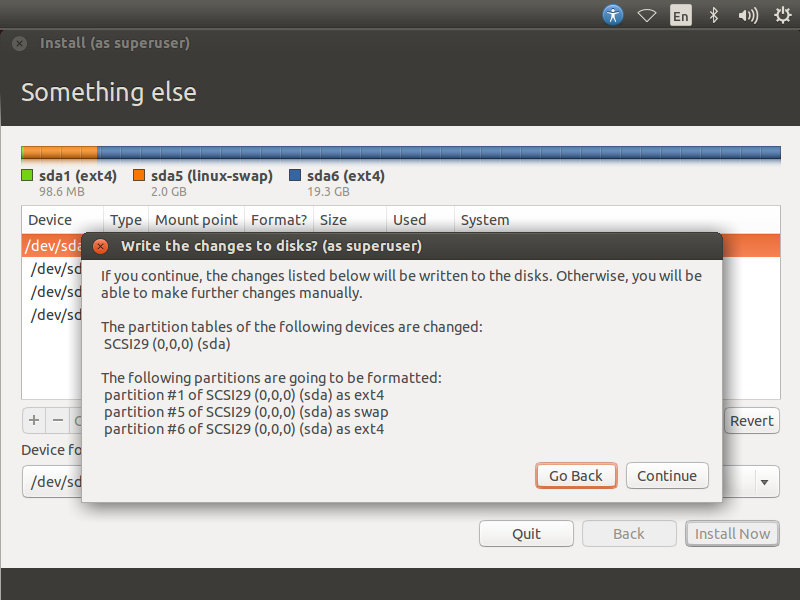 En
Install (as superuser)
Something else
sda1 (ext4) sda5 (linux-swap) sda6 (ext4)
98.6 MB 2.0 GB 19.3 GB
Device Type Mount point Format? Size Used System
/dev/sda
/dev/sd
/dev/sd
/dev/sd
Write the changes to disks? (as superuser)
If you continue, the changes listed below will be written to the disks. Otherwise, you will be
able to make further changes manually.
The partition tables of the following devices are changed:
SCSI29 (0,0,0) (sda)
The following partitions are going to be formatted:
partition #1 of SCSI29 (0,0,0) (sda) as ext4
partition #5 of SCSI29 (0,0,0) (sda) as swap
partition #6 of SCSI29 (0,0,0) (sda) as ext4
Go Back Continue
+ − Revert
Device fo
/dev/sd
Quit Back Install Now